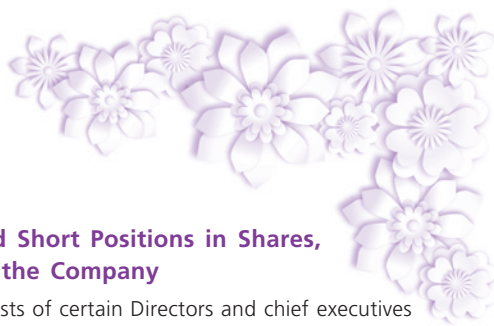 d Short Positions in Shares,
the Company
sts of certain Directors and chief executives